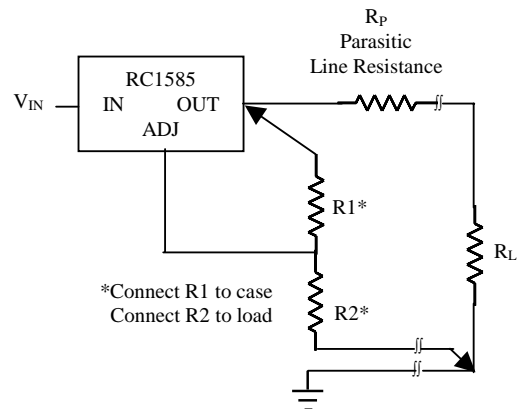 R_P
Parasitic
Line Resistance
RC1585
V_IN
IN OUT
ADJ
R1*
R_L
*Connect R1 to case
Connect R2 to load
R2*